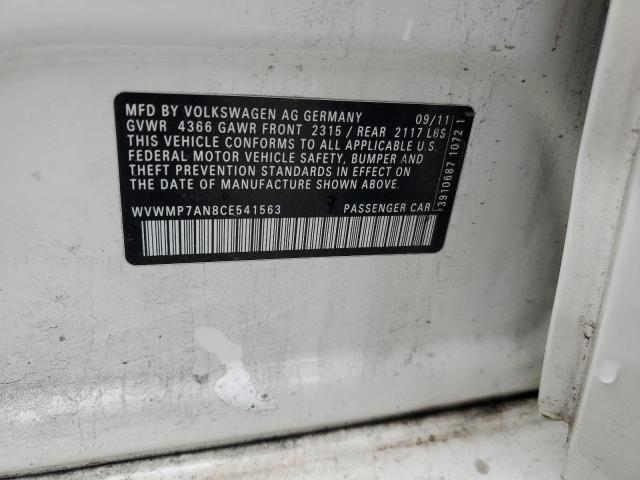 MFD BY VOLKSWAGEN AG GERMANY 09/11
GVWR 4366 GAWR FRONT 2315 / REAR 2117 LBS
THIS VEHICLE CONFORMS TO ALL APPLICABLE U.S.
FEDERAL MOTOR VEHICLE SAFETY, BUMPER AND
THEFT PREVENTION STANDARDS IN EFFECT ON
THE DATE OF MANUFACTURE SHOWN ABOVE.
WVWMP7AN8CE541563 PASSENGER CAR
3910687 1072 1